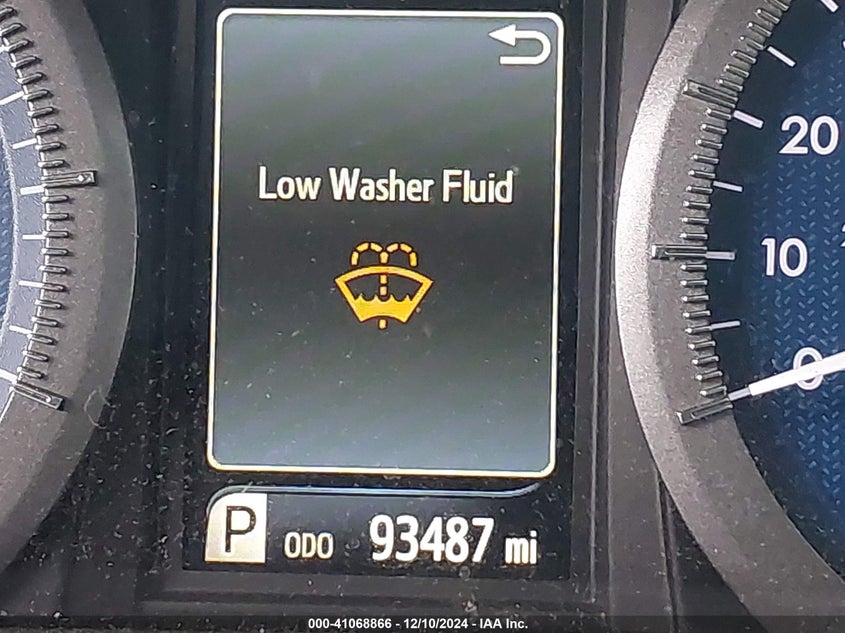 Low Washer Fluid
20
10
0
P ODO 93487 mi
000-41068866 - 12/10/2024 - IAA Inc.